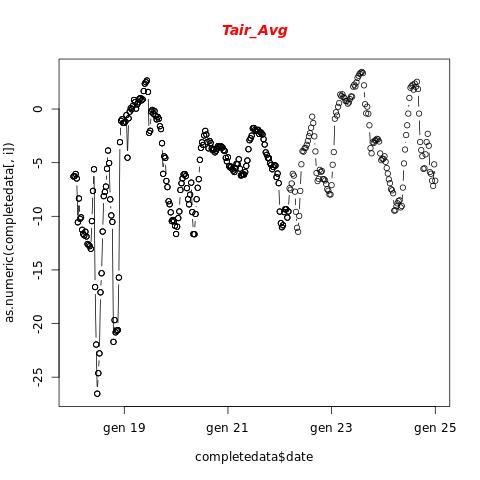 Tair_Avg
as.numeric(completedata[, i])
0
-5
-10
-15
-20
-25
gen 19
gen 21
gen 23
gen 25
completedata$date